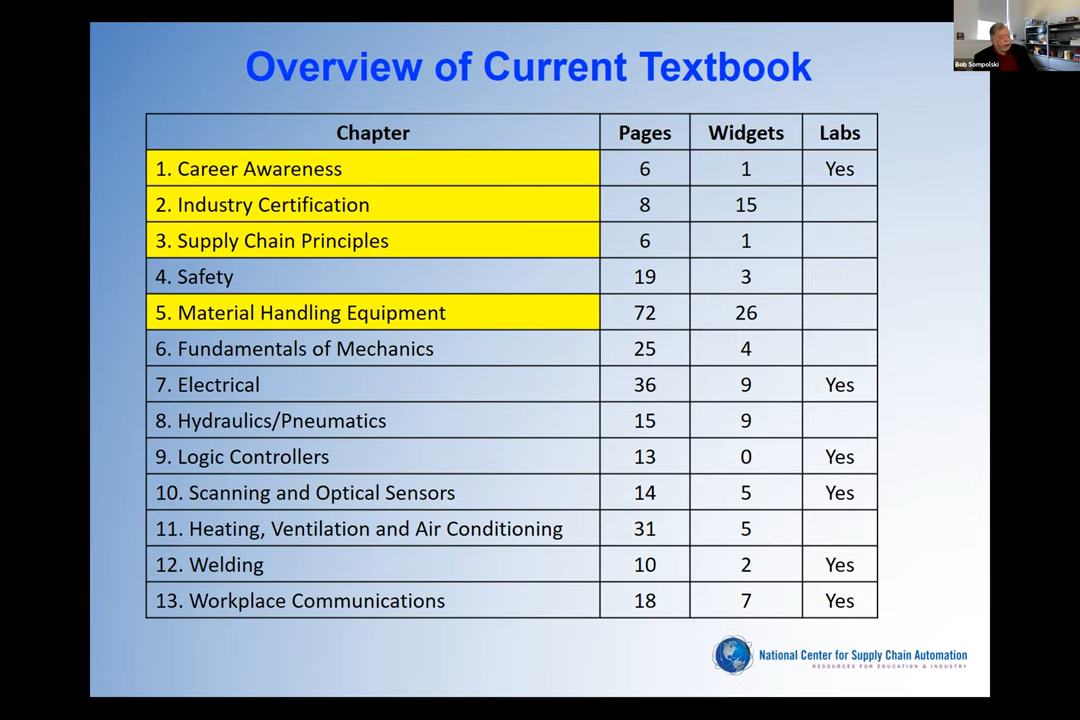 Bob Sompolski
Overview of Current Textbook
Chapter Pages Widgets Labs
1. Career Awareness 6 1 Yes
2. Industry Certification 8 15
3. Supply Chain Principles 6 1
4. Safety 19 3
5. Material Handling Equipment 72 26
6. Fundamentals of Mechanics 25 4
7. Electrical 36 9 Yes
8. Hydraulics/Pneumatics 15 9
9. Logic Controllers 13 0 Yes
10. Scanning and Optical Sensors 14 5 Yes
11. Heating, Ventilation and Air Conditioning 31 5
12. Welding 10 2 Yes
13. Workplace Communications 18 7 Yes
National Center for Supply Chain Automation
RESOURCES FOR EDUCATION & INDUSTRY